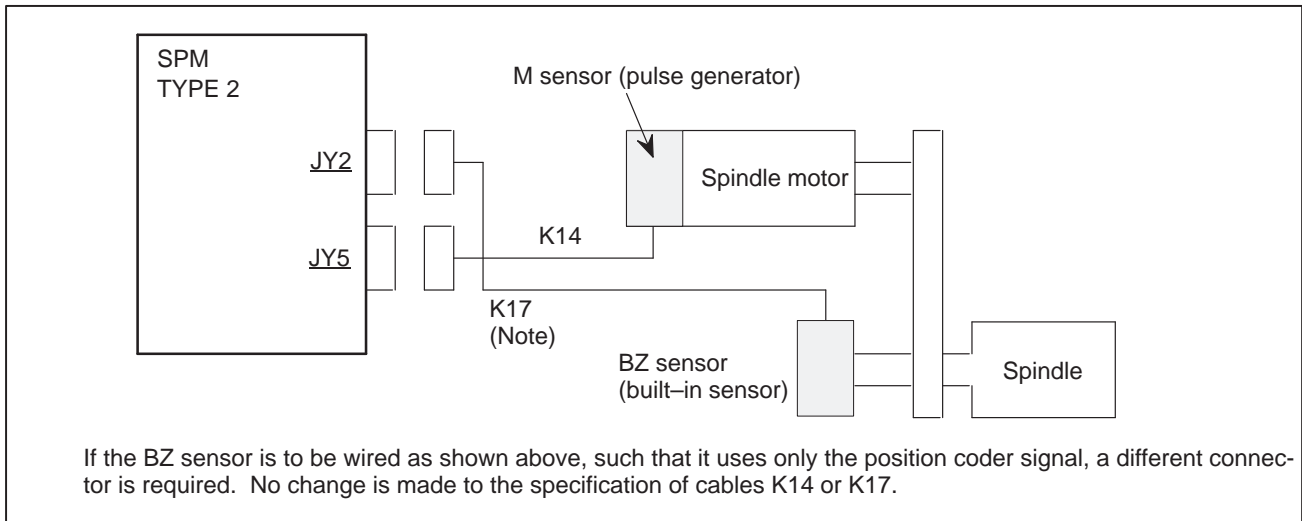 SPM
TYPE 2
M sensor (pulse generator)
JY2
Spindle motor
K14
JY5
K17
(Note)
BZ sensor
(built–in sensor)
Spindle
If the BZ sensor is to be wired as shown above, such that it uses only the position coder signal, a different connec-
tor is required. No change is made to the specification of cables K14 or K17.